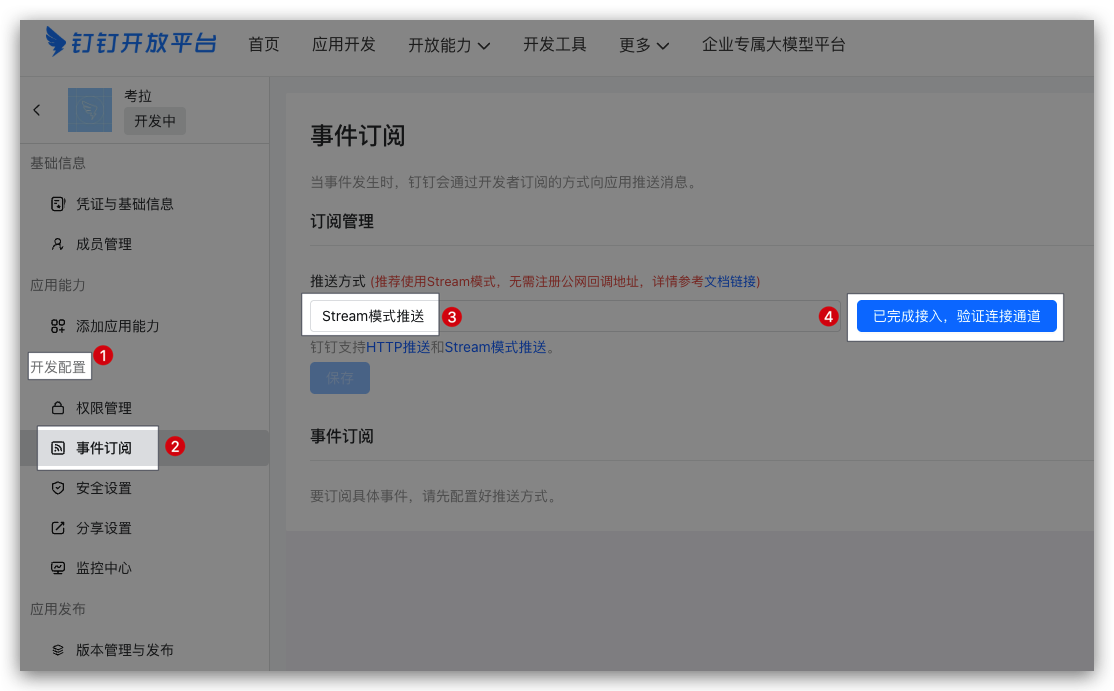 钉钉开放平台 首页 应用开发 开放能力 开发工具 更多 企业专属大模型平台
考拉
开发中
基础信息
凭证与基础信息
成员管理
应用能力
添加应用能力
开发配置 1
权限管理
事件订阅 2
安全设置
分享设置
监控中心
应用发布
版本管理与发布
事件订阅
当事件发生时，钉钉会通过开发者订阅的方式向应用推送消息。
订阅管理
推送方式 (推荐使用Stream模式，无需注册公网回调地址，详情参考文档链接)
Stream模式推送 3 4 已完成接入，验证连接通道
钉钉支持HTTP推送和Stream模式推送。
保存
事件订阅
要订阅具体事件，请先配置好推送方式。